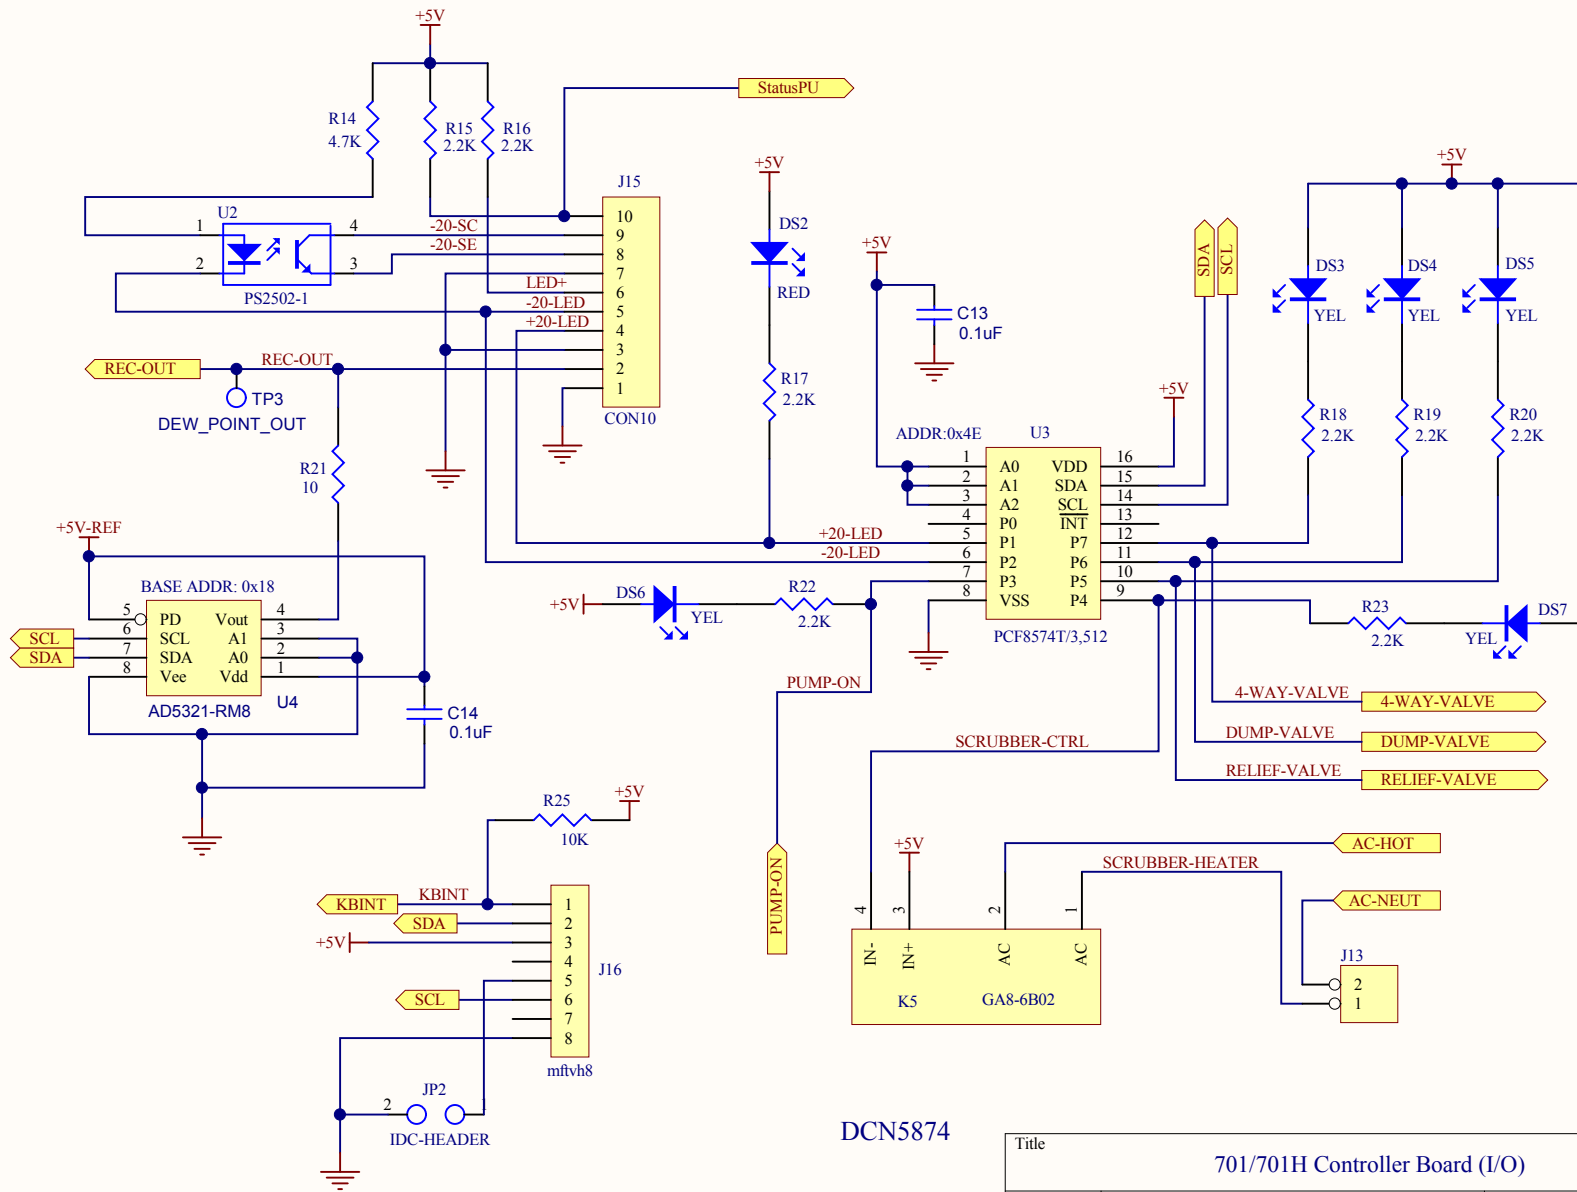 +5V
StatusPU
R14
4.7K
R15
2.2K
R16
2.2K
J15
10
9
8
7
6
5
4
3
2
1
CON10
U2
1
2
4
3
PS2502-1
-20-SC
-20-SE
LED+
-20-LED
+20-LED
REC-OUT
REC-OUT
TP3
DEW_POINT_OUT
R21
10
+5V
DS2
RED
R17
2.2K
+5V
C13
0.1uF
SDA
SCL
+5V
DS3
YEL
DS4
YEL
DS5
YEL
R18
2.2K
R19
2.2K
R20
2.2K
+5V
ADDR:0x4E
U3
1 A0 VDD 16
2 A1 SDA 15
3 A2 SCL 14
4 P0 INT 13
5 P1 P7 12
6 P2 P6 11
7 P3 P5 10
8 VSS P4 9
PCF8574T/3,512
+20-LED
-20-LED
+5V
DS6
YEL
R22
2.2K
R23
2.2K
DS7
YEL
+5V-REF
BASE ADDR: 0x18
5 PD Vout 4
6 SCL A1 3
7 SDA A0 2
8 Vee Vdd 1
SCL
SDA
AD5321-RM8
U4
C14
0.1uF
PUMP-ON
PUMP-ON
SCRUBBER-CTRL
4-WAY-VALVE
4-WAY-VALVE
DUMP-VALVE
DUMP-VALVE
RELIEF-VALVE
RELIEF-VALVE
R25
10K
+5V
KBINT
KBINT
SDA
+5V
SCL
1
2
3
4
5
6
7
8
J16
mftvh8
JP2
2
1
IDC-HEADER
+5V
4
3
2
1
IN-
IN+
AC
AC
K5
GA8-6B02
SCRUBBER-HEATER
AC-HOT
AC-NEUT
J13
2
1
DCN5874
Title
701/701H Controller Board (I/O)